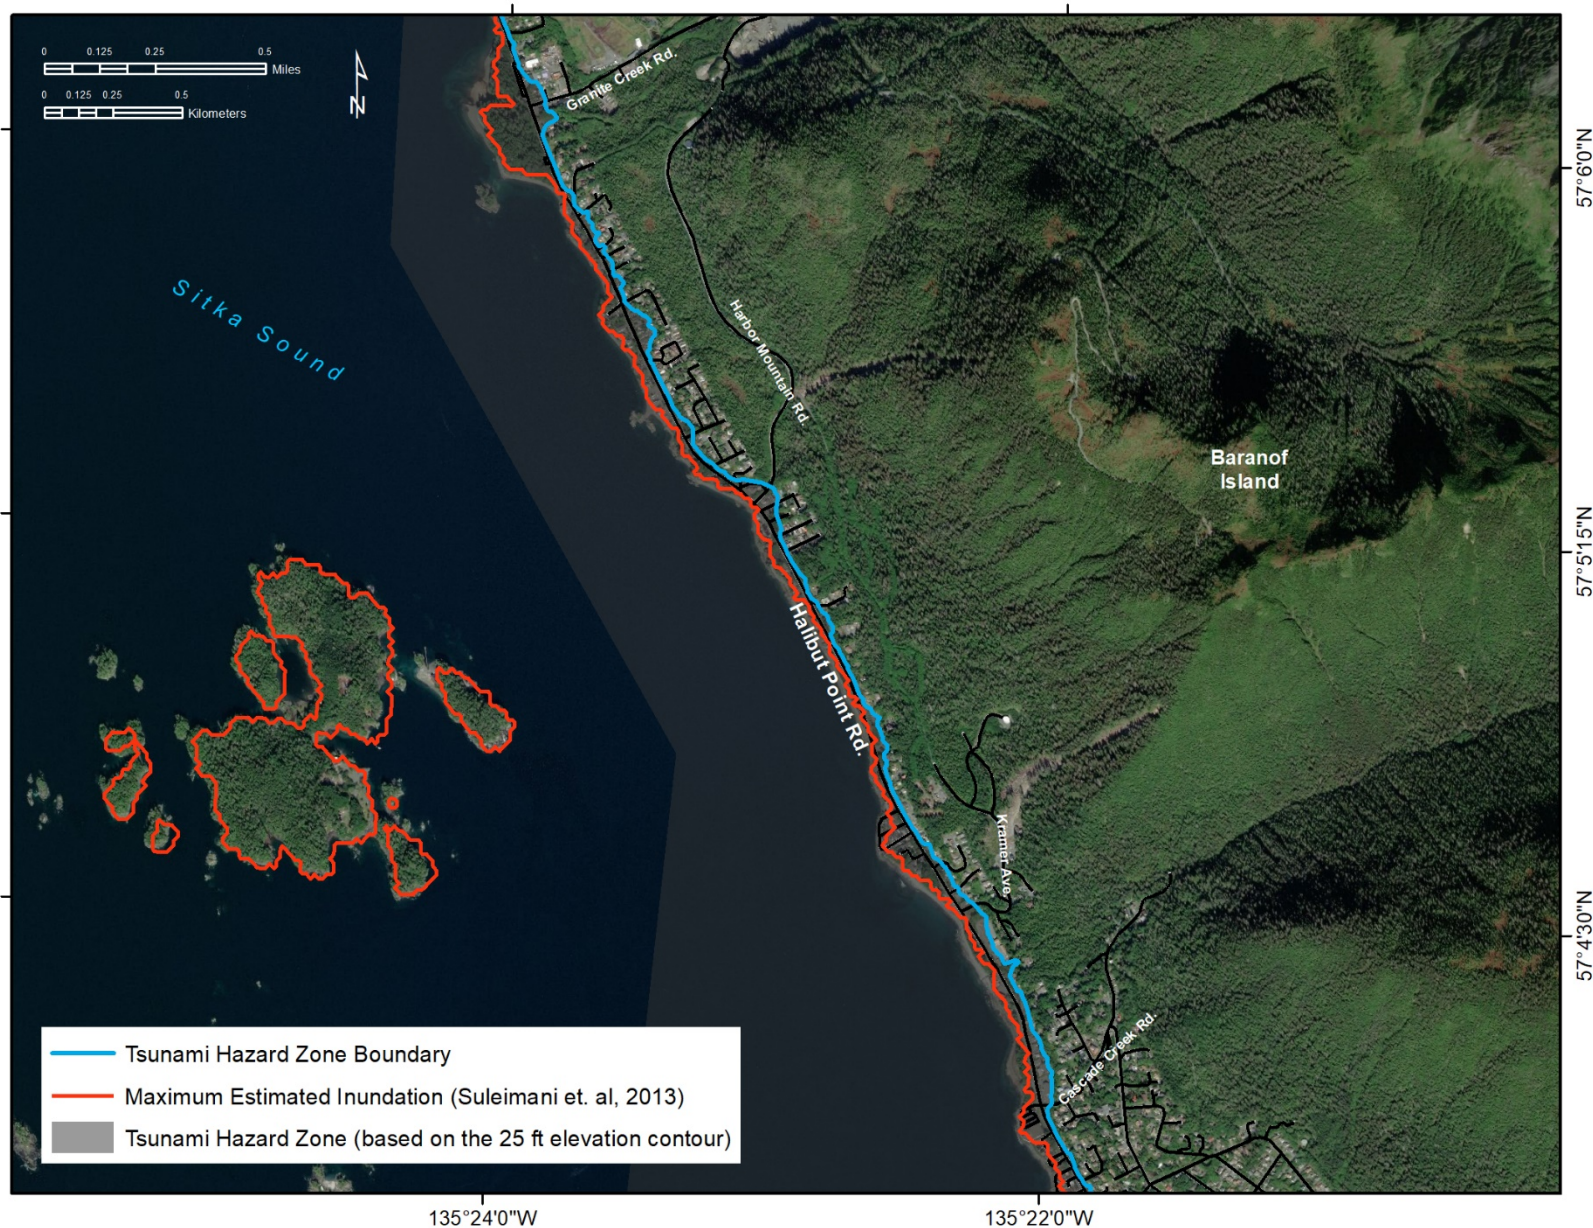 0 0.125 0.25 0.5
Miles
0 0.125 0.25 0.5
Kilometers
N
Granite Creek Rd.
57°6'0"N
Sitka Sound
Harbor Mountain Rd.
Baranof
Island
57°5'15"N
Halibut Point Rd.
Kramer Ave.
57°4'30"N
Cascade Creek Rd.
Tsunami Hazard Zone Boundary
Maximum Estimated Inundation (Suleimani et. al, 2013)
Tsunami Hazard Zone (based on the 25 ft elevation contour)
135°24'0"W
135°22'0"W